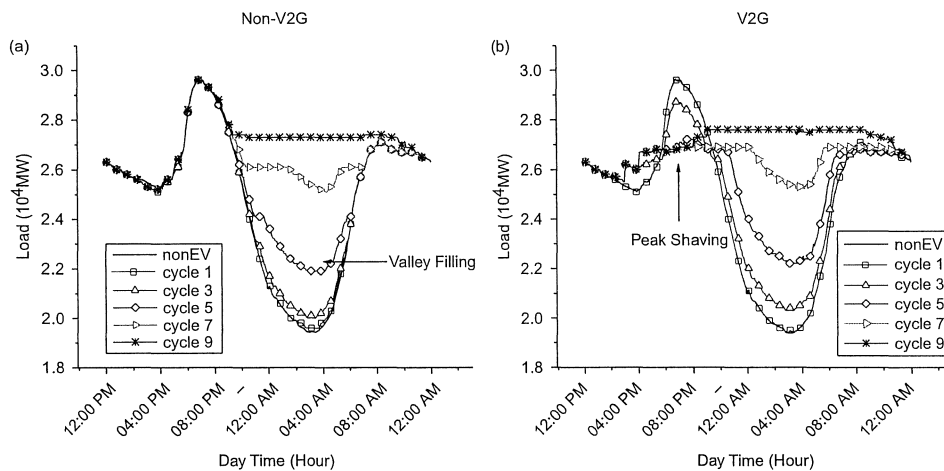 Non-V2G
(a)
3.0
2.8
2.6
2.4
2.2
2.0
1.8
Load (10⁴MW)
nonEV
cycle 1
cycle 3
cycle 5
cycle 7
cycle 9
Valley Filling
12:00 PM
04:00 PM
08:00 PM
12:00 AM
04:00 AM
08:00 AM
12:00 AM
Day Time (Hour)
V2G
(b)
3.0
2.8
2.6
2.4
2.2
2.0
1.8
Load (10⁴MW)
Peak Shaving
nonEV
cycle 1
cycle 3
cycle 5
cycle 7
cycle 9
12:00 PM
04:00 PM
08:00 PM
12:00 AM
04:00 AM
08:00 AM
12:00 AM
Day Time (Hour)